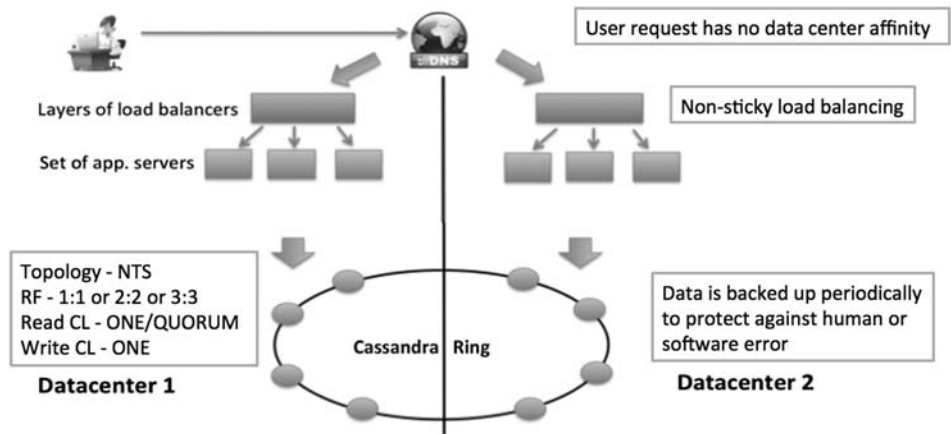 User request has no data center affinity
://DNS
Layers of load balancers
Non-sticky load balancing
Set of app. servers
Topology - NTS
RF - 1:1 or 2:2 or 3:3
Read CL - ONE/QUORUM
Write CL - ONE
Datacenter 1
Cassandra Ring
Data is backed up periodically
to protect against human or
software error
Datacenter 2